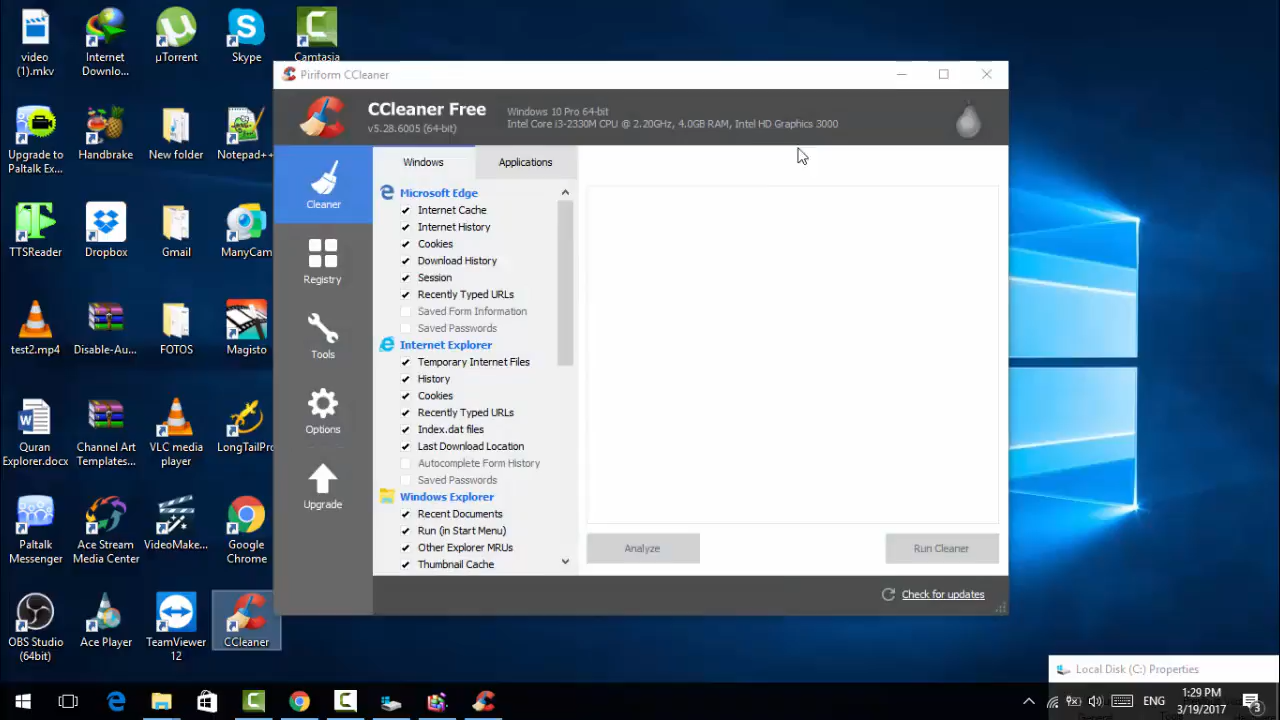 video
(1).mkv
Internet
Downlo...
µTorrent
Skype
Camtasia
Upgrade to
Paltalk Ex...
Handbrake
New folder
Notepad++
TTSReader
Dropbox
Gmail
ManyCam
test2.mp4
Disable-Au...
FOTOS
Magisto
Quran
Explorer.docx
Channel Art
Templates...
VLC media
player
LongTailPro
Paltalk
Messenger
Ace Stream
Media Center
VideoMake...
Google
Chrome
OBS Studio
(64bit)
Ace Player
TeamViewer
12
CCleaner
Piriform CCleaner
CCleaner Free
v5.28.6005 (64-bit)
Windows 10 Pro 64-bit
Intel Core i3-2330M CPU @ 2.20GHz, 4.0GB RAM, Intel HD Graphics 3000
Cleaner
Registry
Tools
Options
Upgrade
Windows
Applications
Microsoft Edge
Internet Cache
Internet History
Cookies
Download History
Session
Recently Typed URLs
Saved Form Information
Saved Passwords
Internet Explorer
Temporary Internet Files
History
Cookies
Recently Typed URLs
Index.dat files
Last Download Location
Autocomplete Form History
Saved Passwords
Windows Explorer
Recent Documents
Run (in Start Menu)
Other Explorer MRUs
Thumbnail Cache
Analyze
Run Cleaner
Check for updates
Local Disk (C:) Properties
ENG
1:29 PM
3/19/2017
3